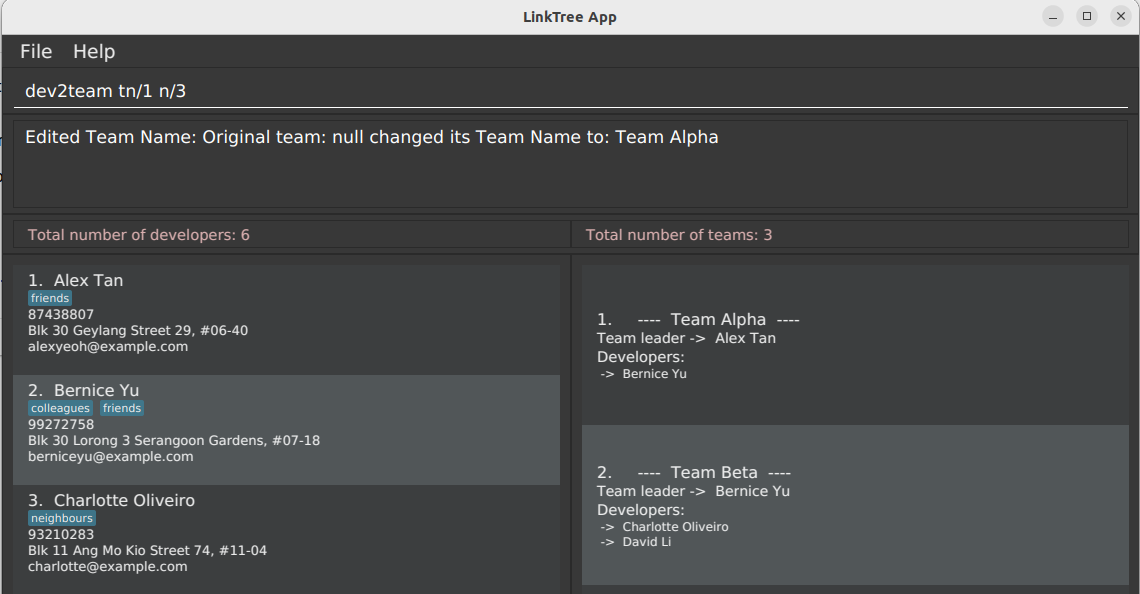 LinkTree App
File Help
dev2team tn/1 n/3
Edited Team Name: Original team: null changed its Team Name to: Team Alpha
Total number of developers: 6
Total number of teams: 3
1. Alex Tan
friends
87438807
Blk 30 Geylang Street 29, #06-40
alexyeoh@example.com
2. Bernice Yu
colleagues friends
99272758
Blk 30 Lorong 3 Serangoon Gardens, #07-18
berniceyu@example.com
3. Charlotte Oliveiro
neighbours
93210283
Blk 11 Ang Mo Kio Street 74, #11-04
charlotte@example.com
1. ---- Team Alpha ----
Team leader -> Alex Tan
Developers:
-> Bernice Yu
2. ---- Team Beta ----
Team leader -> Bernice Yu
Developers:
-> Charlotte Oliveiro
-> David Li